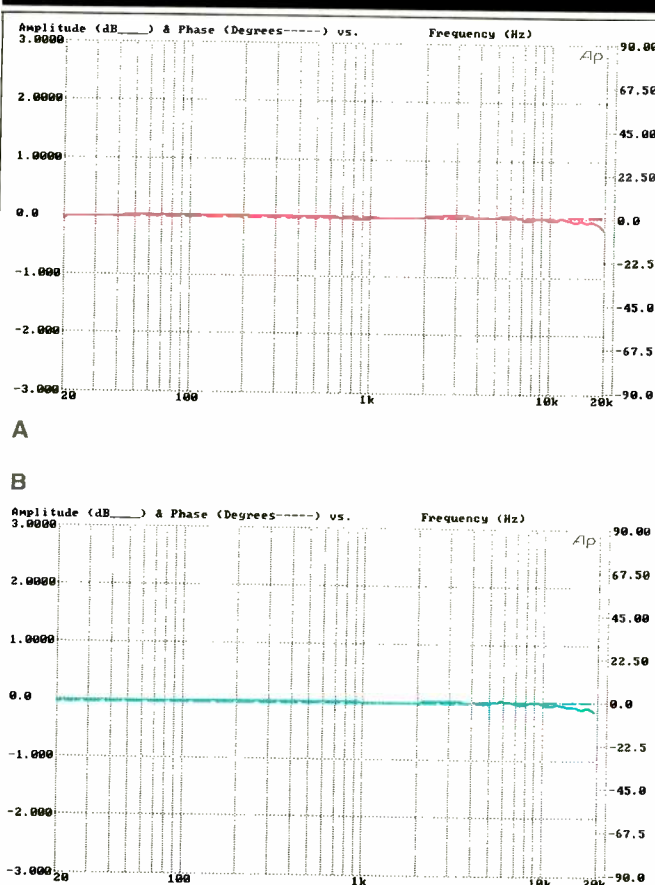 Amplitude (dB____) & Phase (Degrees-----) vs. Frequency (Hz)
3.0000 90.00
Ap
2.0000 67.50
45.00
1.0000 22.50
0.0 0.0
-1.000 -22.5
-45.0
-2.000 -67.5
-3.000 -90.0
20 100 1k 10k 20k
A
B
Amplitude (dB____) & Phase (Degrees-----) vs. Frequency (Hz)
3.0000 90.00
Ap
2.0000 67.50
45.00
1.0000 22.50
0.0 0.0
-1.000 -22.5
-45.0
-2.000 -67.5
-3.000 -90.0
20 100 1k 10k 20k